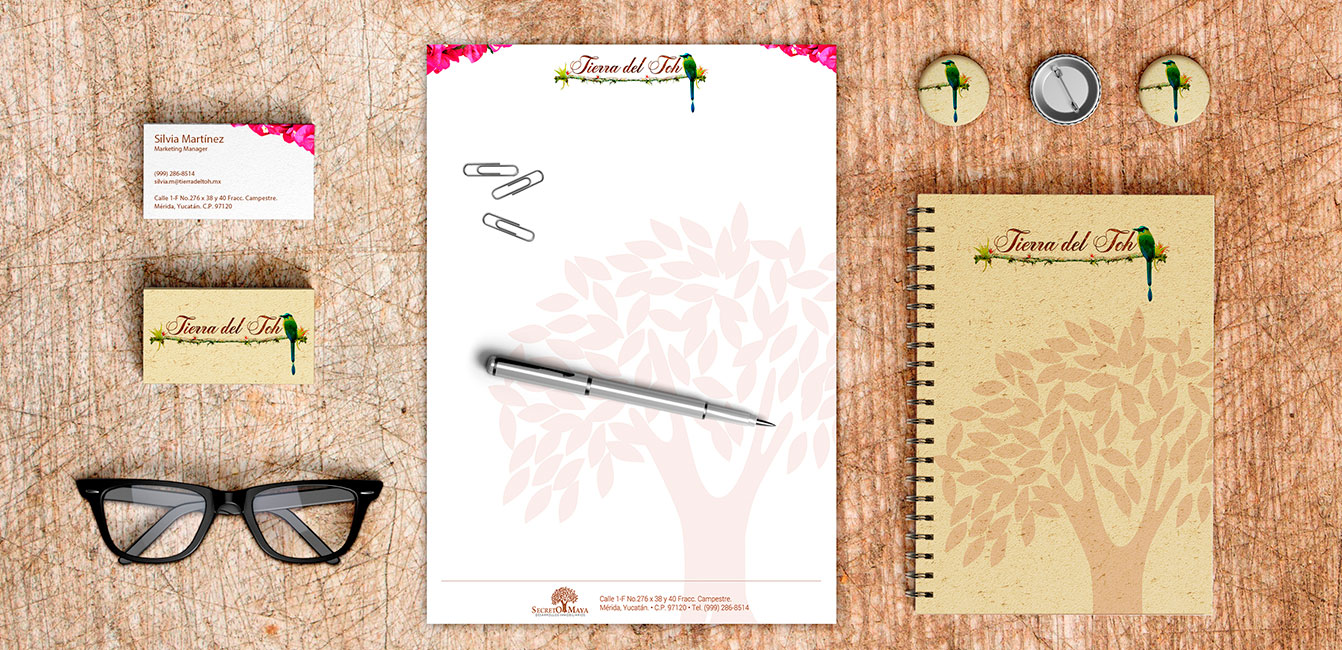 Silvia Martínez
Marketing Manager
(999) 286-8514
silvia.m@tierradeltoh.mx
Calle 1-F No.276 x 38 y 40 Fracc. Campestre.
Mérida, Yucatán. C.P. 97120
Tierra del Toh
Tierra del Toh
SECRETO MAYA
DESARROLLOS INMOBILIARIOS
Calle 1-F No.276 x 38 y 40 Fracc. Campestre.
Mérida, Yucatán. • C.P. 97120 • Tel. (999) 286-8514
Tierra del Toh